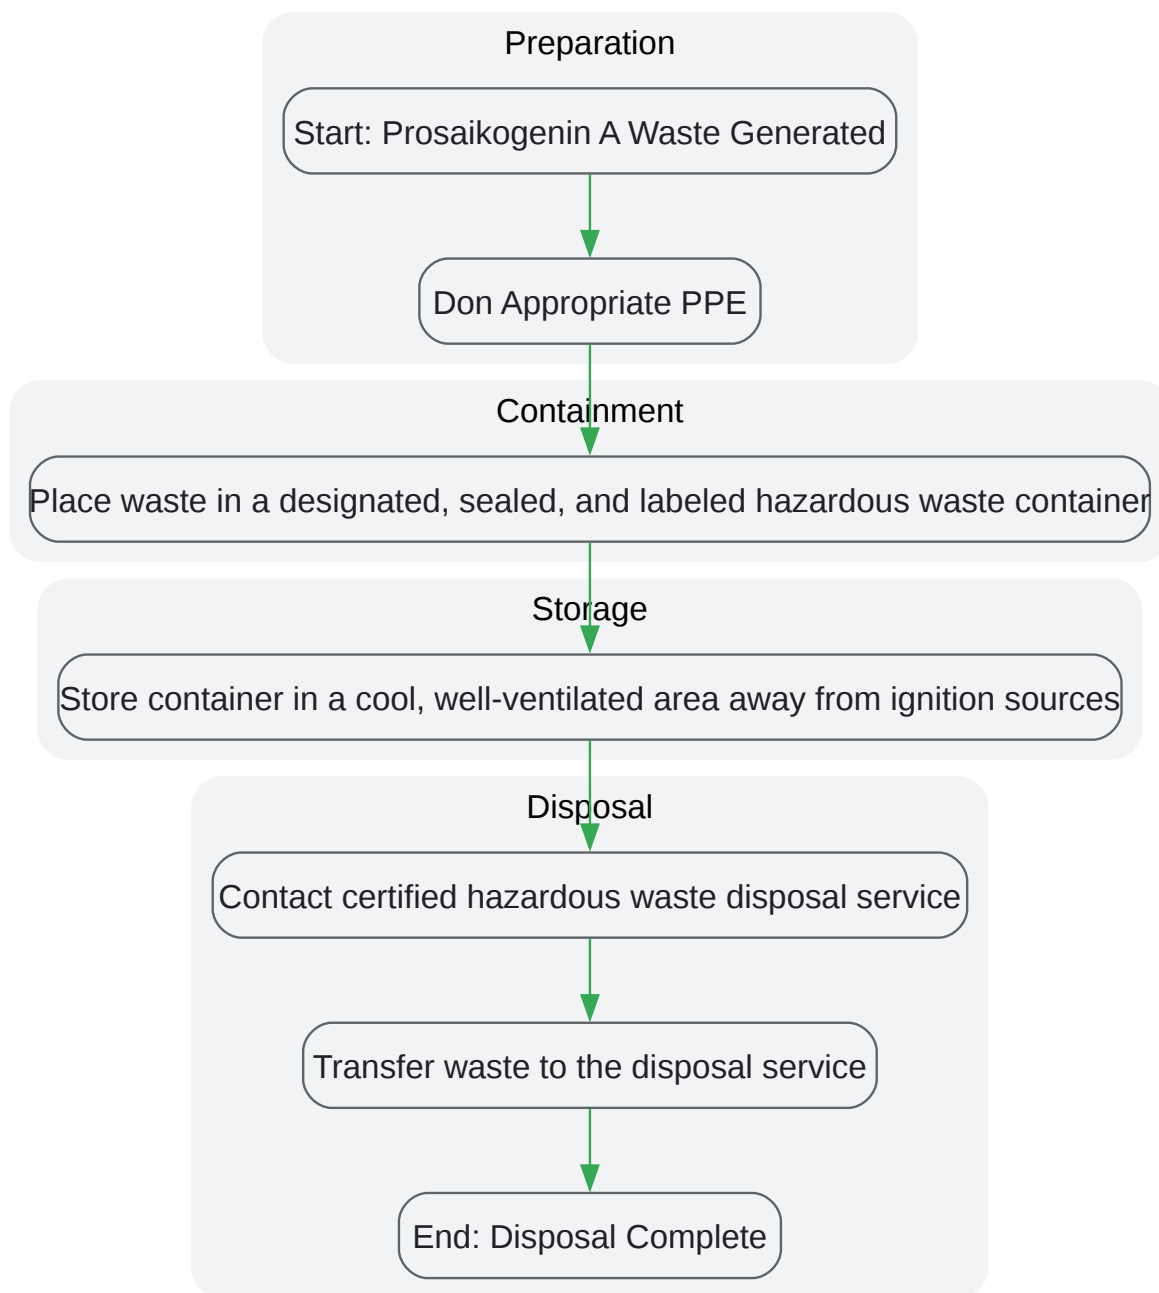 Preparation
Start: Prosaikogenin A Waste Generated
Don Appropriate PPE
Containment
Place waste in a designated, sealed, and labeled hazardous waste container
Storage
Store container in a cool, well-ventilated area away from ignition sources
Disposal
Contact certified hazardous waste disposal service
Transfer waste to the disposal service
End: Disposal Complete